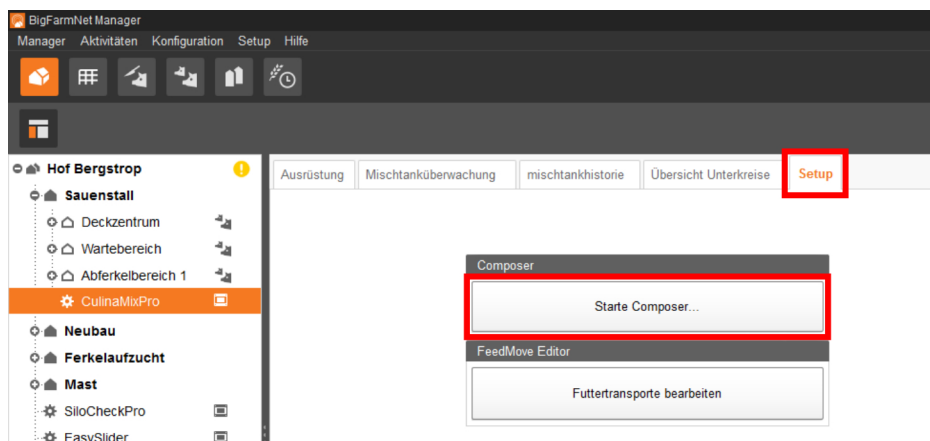 BigFarmNet Manager
Manager Aktivitäten Konfiguration Setup Hilfe
Hof Bergstrop
Sauenstall
Deckzentrum
Wartebereich
Abferkelbereich 1
CulinaMixPro
Neubau
Ferkelaufzucht
Mast
SiloCheckPro
EasySlider
Ausrüstung Mischtanküberwachung mischtankhistorie Übersicht Unterkreise Setup
Composer
Starte Composer...
FeedMove Editor
Futtertransporte bearbeiten